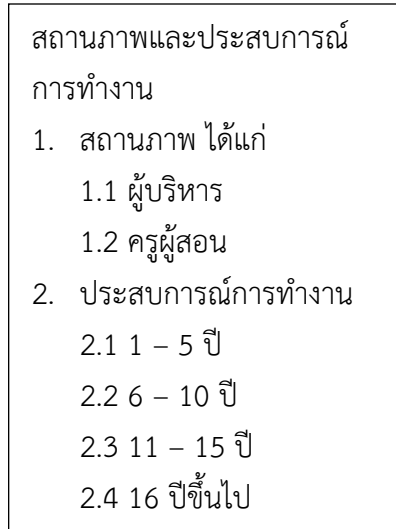 สถานภาพและประสบการณ์
การทำงาน
1. สถานภาพ ได้แก่
1.1 ผู้บริหาร
1.2 ครูผู้สอน
2. ประสบการณ์การทำงาน
2.1 1 – 5 ปี
2.2 6 – 10 ปี
2.3 11 – 15 ปี
2.4 16 ปีขึ้นไป